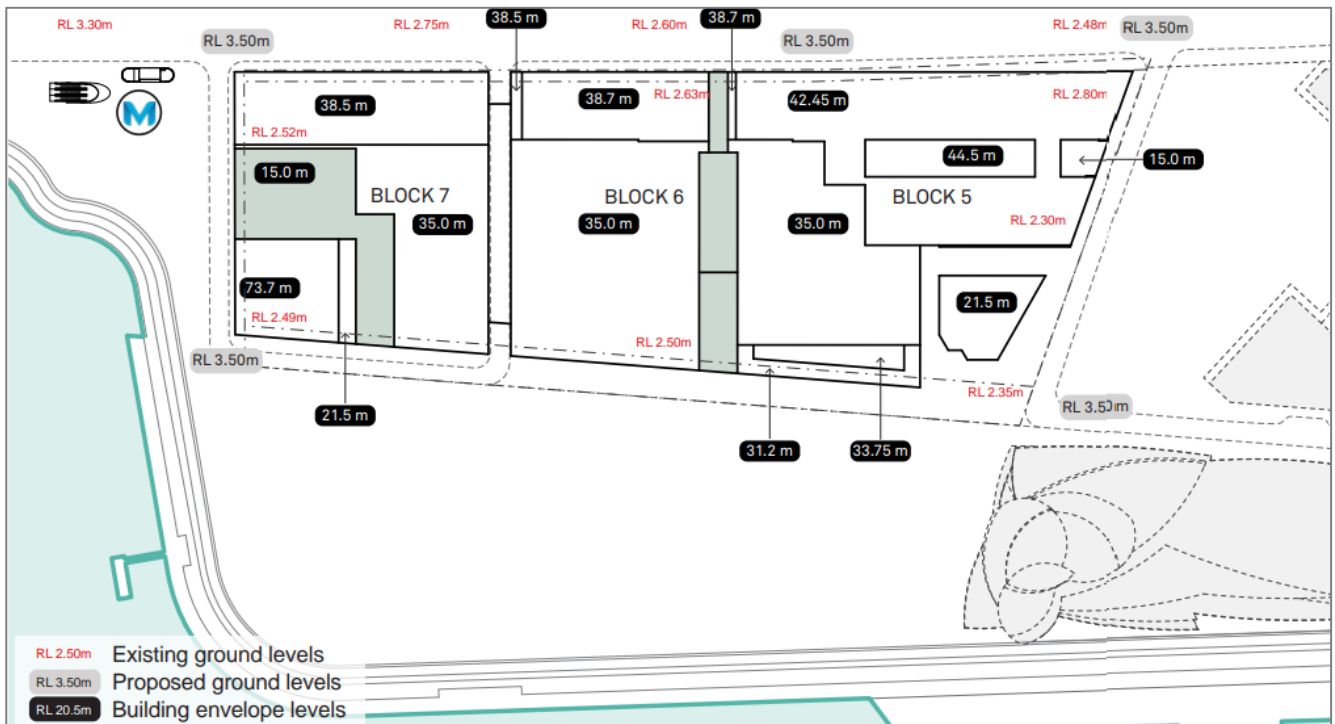 RL 3.30m
RL 2.75m
38.5 m
RL 2.60m
38.7 m
RL 2.48m
RL 3.50m
RL 3.50m
RL 3.50m
M
38.5 m
38.7 m
RL 2.63m
42.45 m
RL 2.80m
RL 2.52m
44.5 m
15.0 m
15.0 m
BLOCK 7
BLOCK 6
BLOCK 5
35.0 m
35.0 m
35.0 m
RL 2.30m
73.7 m
21.5 m
RL 2.49m
RL 2.50m
RL 3.50m
RL 2.35m
RL 3.50m
21.5 m
31.2 m
33.75 m
RL 2.50m Existing ground levels
RL 3.50m Proposed ground levels
RL 20.5m Building envelope levels